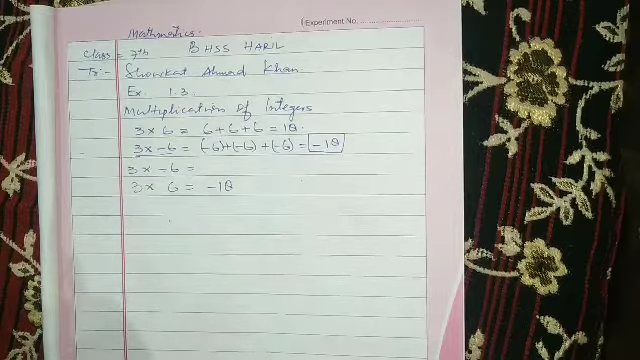 (Experiment No. ..................
Mathematics.
Class = 7th BHSS HARIL
Tr:- Showkat Ahmad Khan
Ex. 1.3
Multiplication of Integers
3 x 6 = 6 + 6 + 6 = 18.
3 x -6 = (-6)+(-6)+(-6) = -18
3 x -6 =
3 x 6 = -18